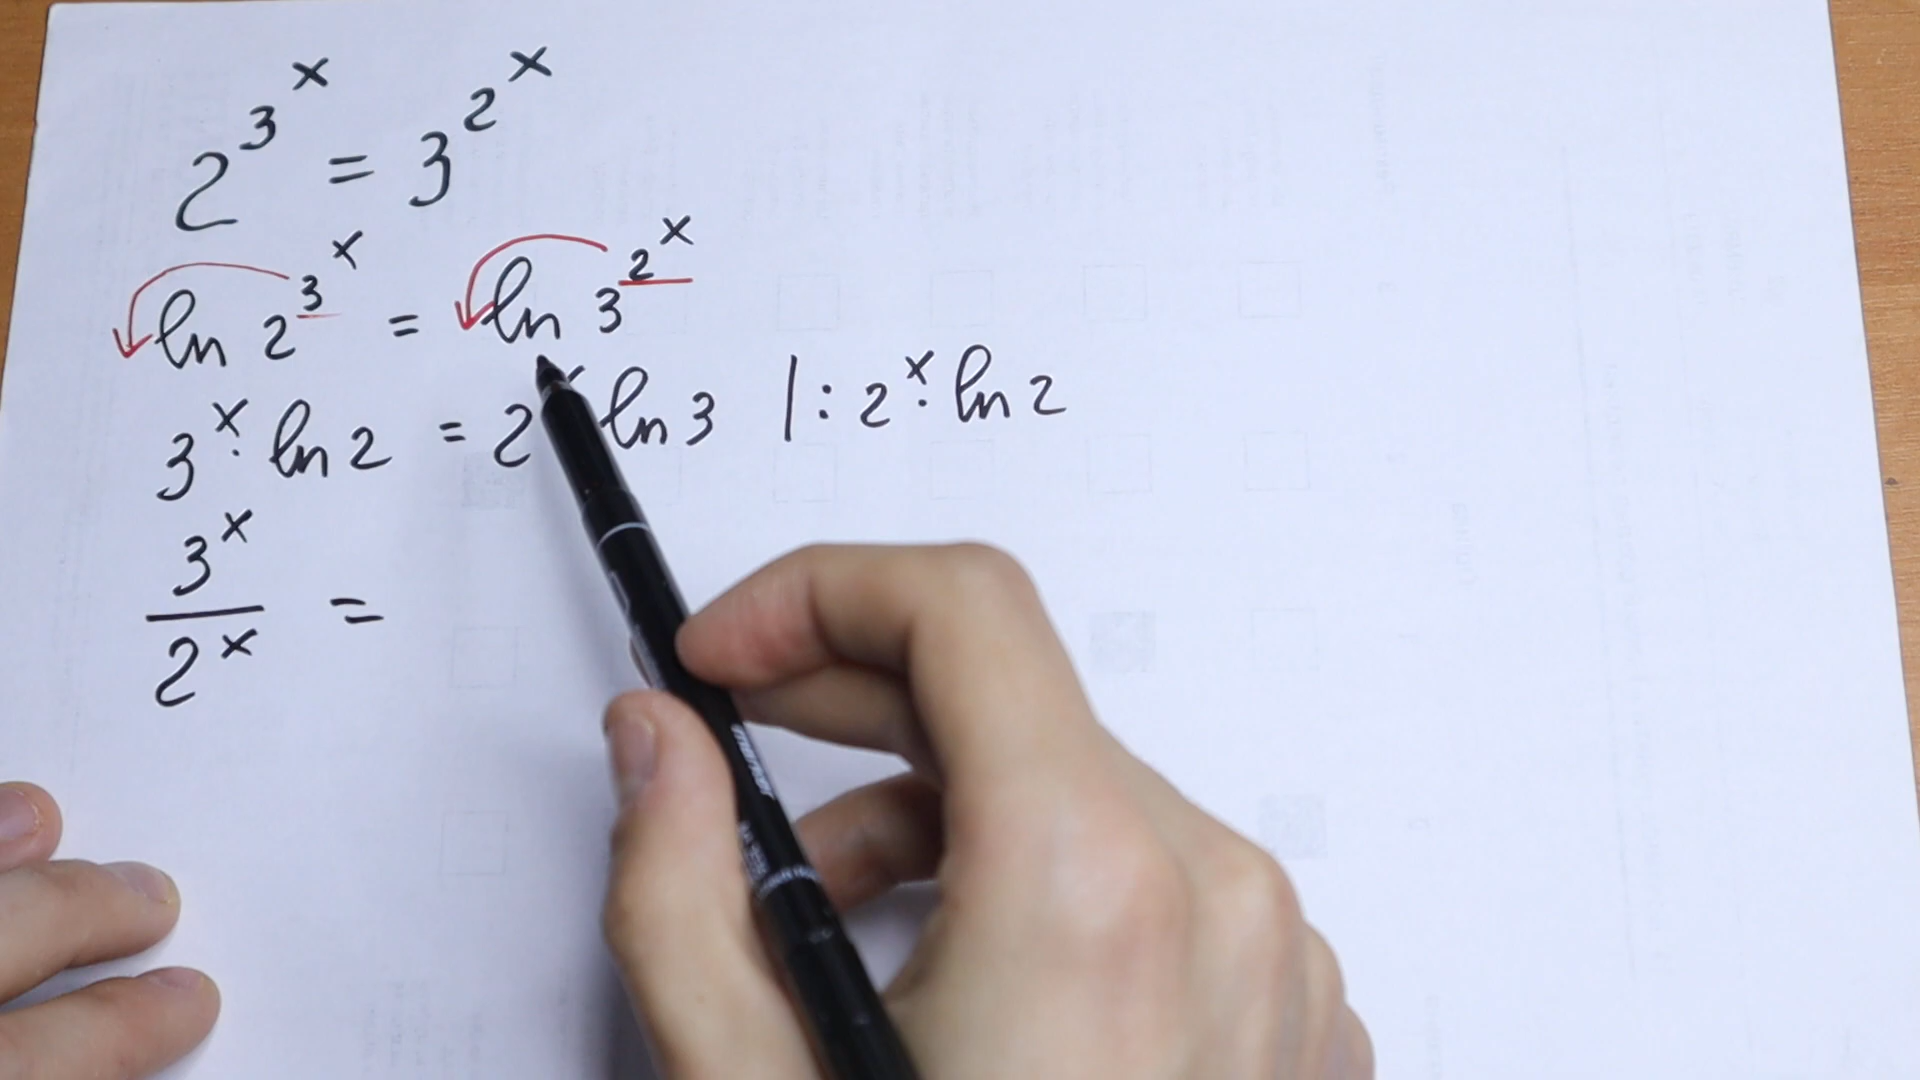 2^3^x = 3^2^x
ln 2^3^x = ln 3^2^x
3^x · ln 2 = 2^x ln 3 | : 2^x · ln 2
3^x / 2^x =